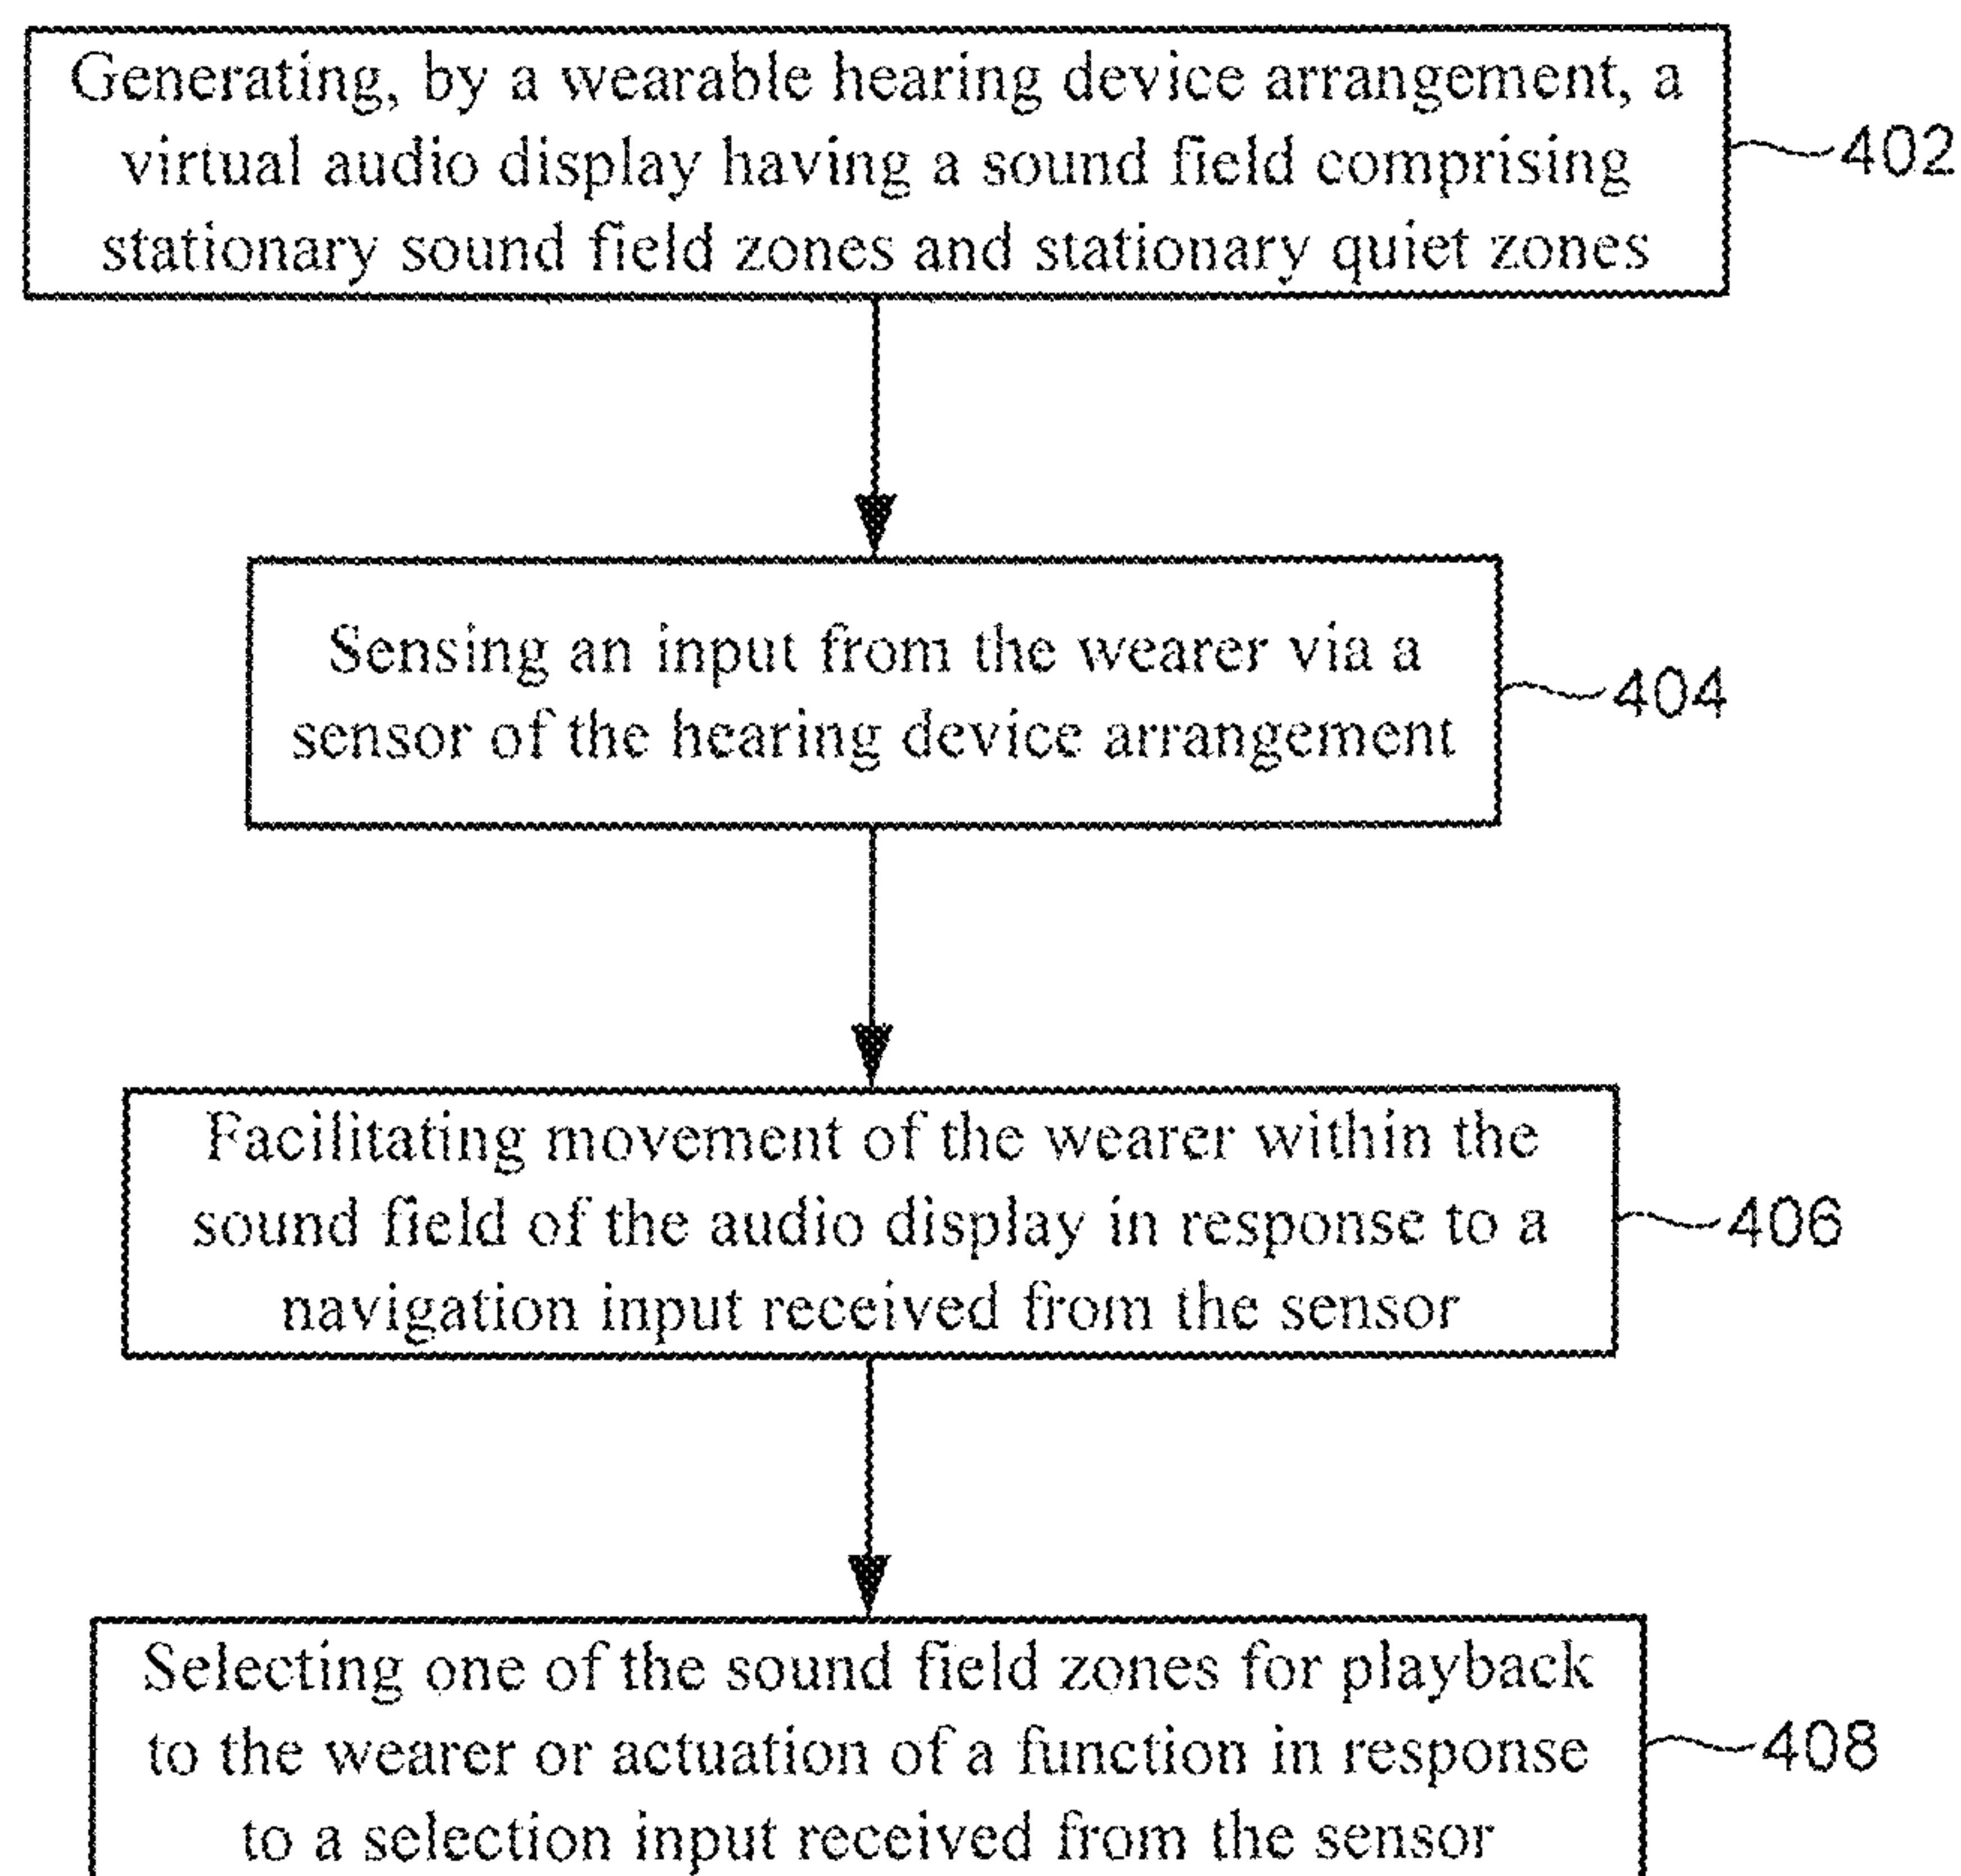 Generating, by a wearable hearing device arrangement, a
virtual audio display having a sound field comprising
stationary sound field zones and stationary quiet zones
402
Sensing an input from the wearer via a
sensor of the hearing device arrangement
404
Facilitating movement of the wearer within the
sound field of the audio display in response to a
navigation input received from the sensor
406
Selecting one of the sound field zones for playback
to the wearer or actuation of a function in response
to a selection input received from the sensor
408